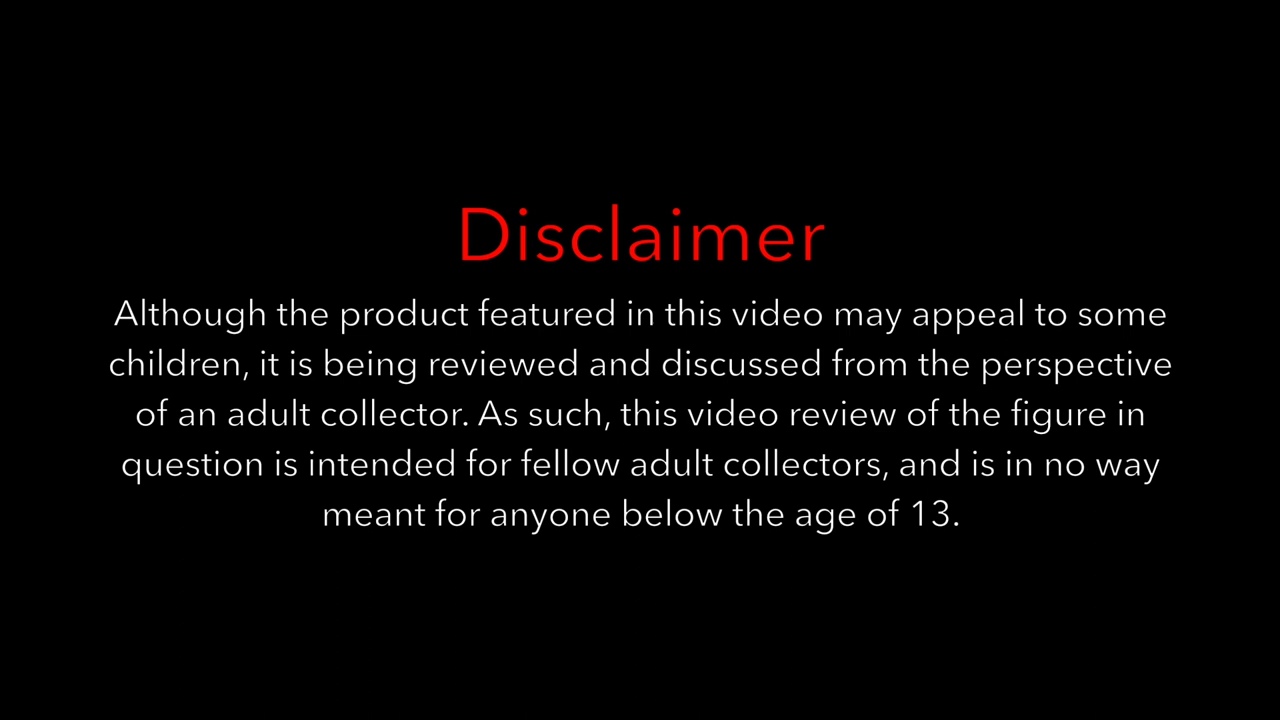 Disclaimer
Although the product featured in this video may appeal to some
children, it is being reviewed and discussed from the perspective
of an adult collector. As such, this video review of the figure in
question is intended for fellow adult collectors, and is in no way
meant for anyone below the age of 13.